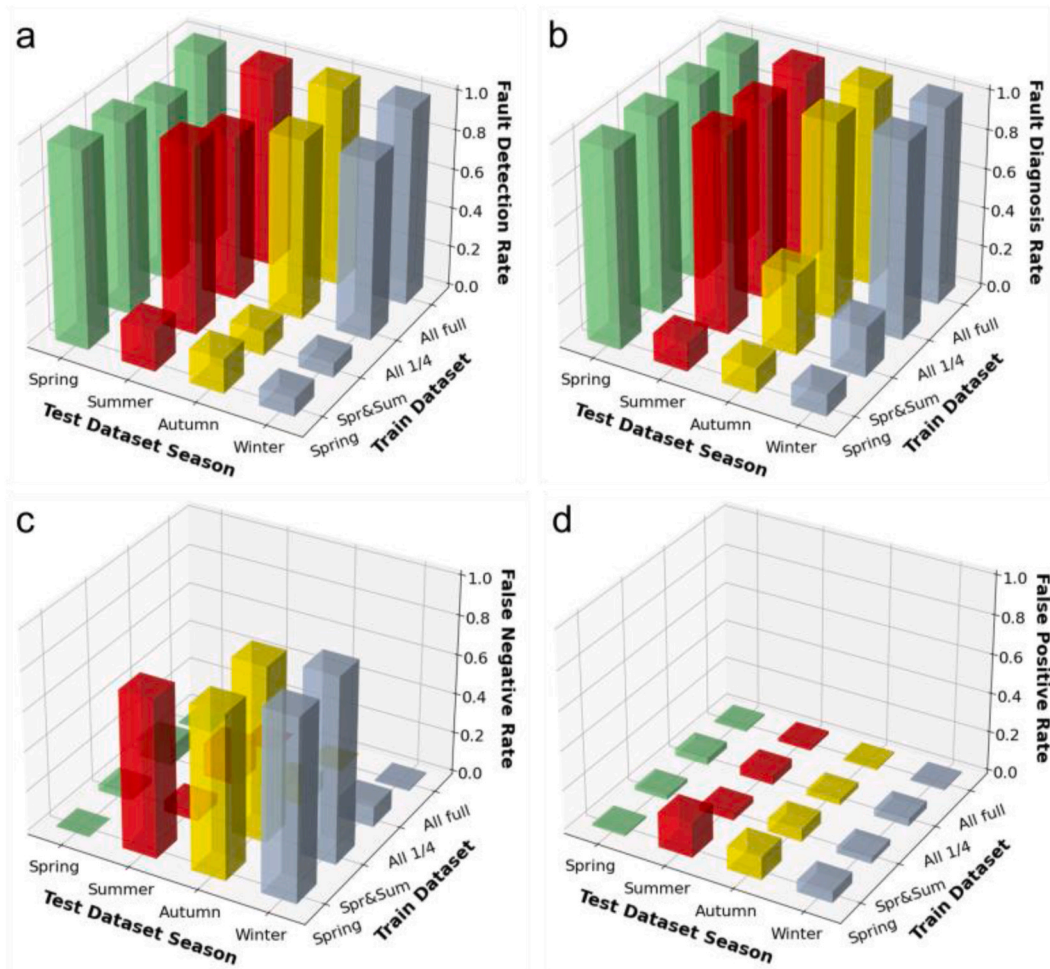 a
1.0
0.8
0.6
0.4
0.2
0.0
Fault Detection Rate
Spring
Summer
Autumn
Winter
Test Dataset Season
Spring
Spr&Sum
All 1/4
All full
Train Dataset
b
1.0
0.8
0.6
0.4
0.2
0.0
Fault Diagnosis Rate
Spring
Summer
Autumn
Winter
Test Dataset Season
Spring
Spr&Sum
All 1/4
All full
Train Dataset
c
1.0
0.8
0.6
0.4
0.2
0.0
False Negative Rate
Spring
Summer
Autumn
Winter
Test Dataset Season
Spring
Spr&Sum
All 1/4
All full
Train Dataset
d
1.0
0.8
0.6
0.4
0.2
0.0
False Positive Rate
Spring
Summer
Autumn
Winter
Test Dataset Season
Spring
Spr&Sum
All 1/4
All full
Train Dataset